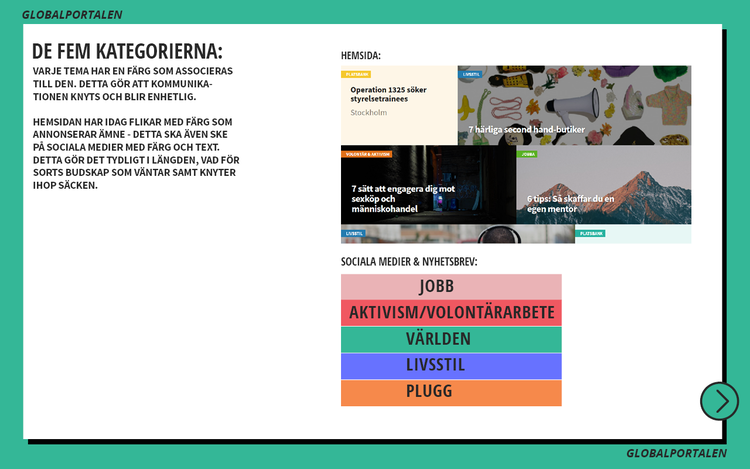 GLOBALPORTALEN
DE FEM KATEGORIERNA:
VARJE TEMA HAR EN FÄRG SOM ASSOCIERAS
TILL DEN. DETTA GÖR ATT KOMMUNIKA-
TIONEN KNYTS OCH BLIR ENHETLIG.
HEMSIDAN HAR IDAG FLIKAR MED FÄRG SOM
ANNONSERAR ÄMNE - DETTA SKA ÄVEN SKE
PÅ SOCIALA MEDIER MED FÄRG OCH TEXT.
DETTA GÖR DET TYDLIGT I LÄNGDEN, VAD FÖR
SORTS BUDSKAP SOM VÄNTAR SAMT KNYTER
IHOP SÄCKEN.
HEMSIDA:
PLATSBANK
Operation 1325 söker
styrelsetrainees
Stockholm
LIVSSTIL
7 härliga second hand-butiker
VOLONTÄR & AKTIVISM
7 sätt att engagera dig mot
sexköp och
människohandel
JOBBA
6 tips: Så skaffar du en
egen mentor
LIVSSTIL
PLATSBANK
SOCIALA MEDIER & NYHETSBREV:
JOBB
AKTIVISM/VOLONTÄRARBETE
VÄRLDEN
LIVSSTIL
PLUGG
GLOBALPORTALEN